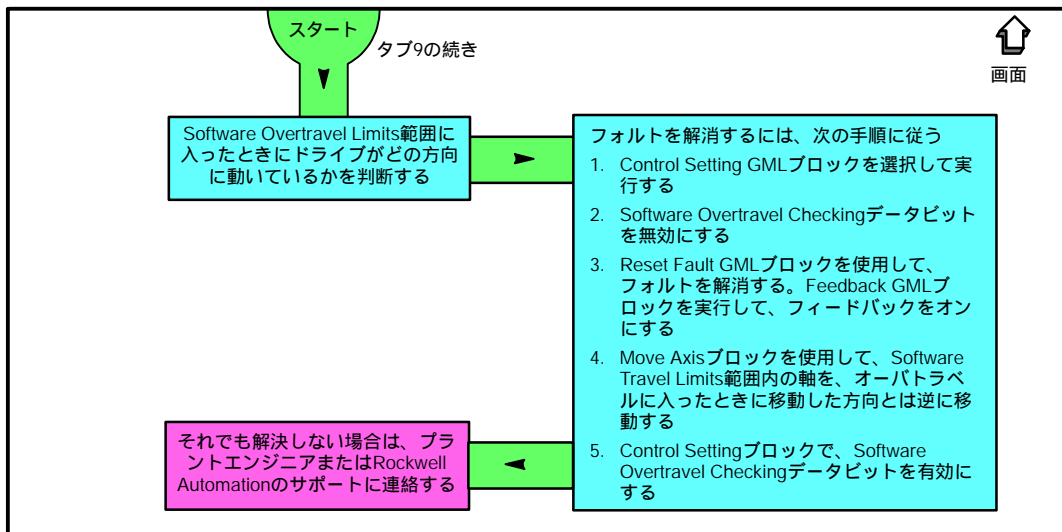 スタート
タブ9の続き
画面
Software Overtravel Limits範囲に
入ったときにドライブがどの方向
に動いているかを判断する
フォルトを解消するには、次の手順に従う
1. Control Setting GMLブロックを選択して実
行する
2. Software Overtravel Checkingデータビット
を無効にする
3. Reset Fault GMLブロックを使用して、
フォルトを解消する。Feedback GMLブ
ロックを実行して、フィードバックをオン
にする
4. Move Axisブロックを使用して、Software
Travel Limits範囲内の軸を、オーバトラベ
ルに入ったときに移動した方向とは逆に移
動する
5. Control Settingブロックで、Software
Overtravel Checkingデータビットを有効に
する
それでも解決しない場合は、プラ
ントエンジニアまたはRockwell
Automationのサポートに連絡する